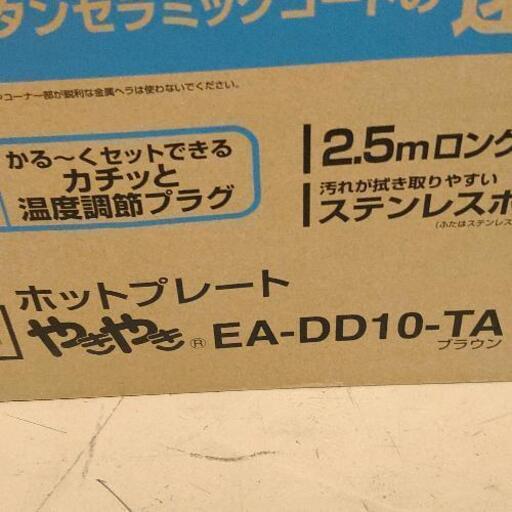 タンセラミックコートの
コーナー部が鋭利な金属ヘラは使わないでください。
かる〜くセットできる
カチッと
温度調節プラグ
2.5mロング
汚れが拭き取りやすい
ステンレスボ
(ふたはステンレス
ホットプレート
やきやき® EA-DD10-TA
ブラウン